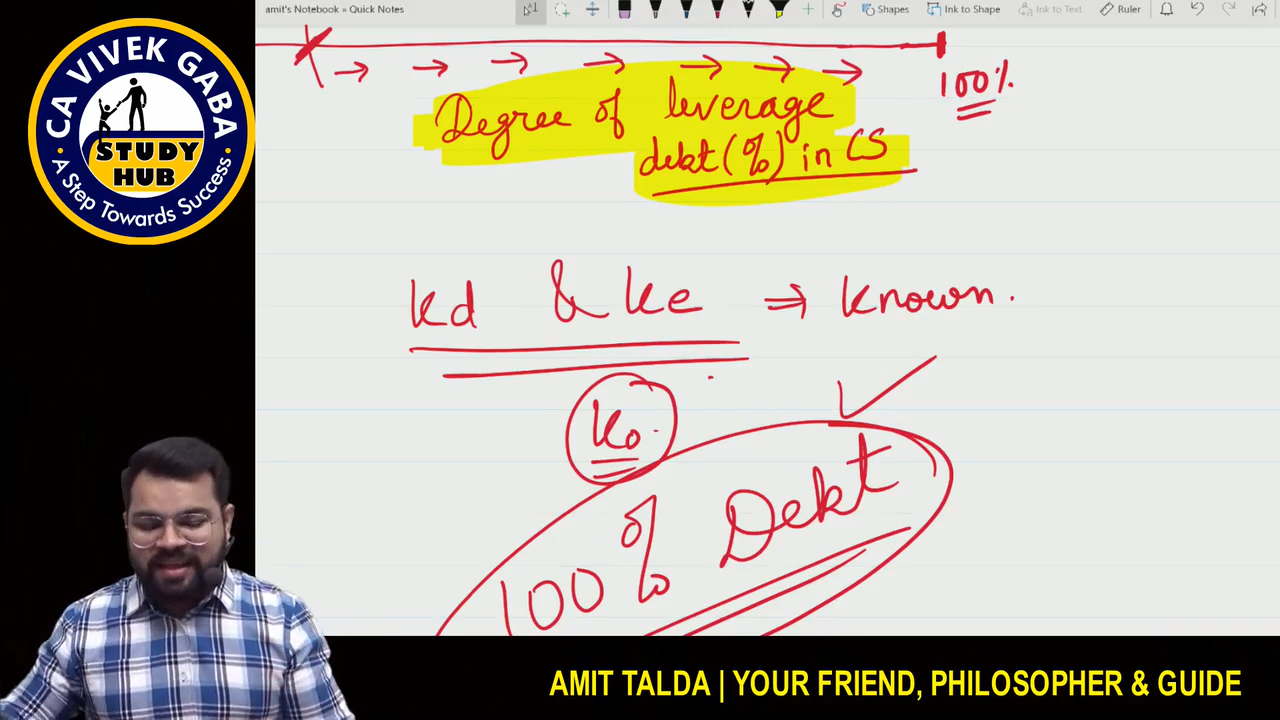 amit's Notebook » Quick Notes
Shapes
Ink to Shape
Ink to Text
Ruler
CA VIVEK GABA
STUDY
HUB
• A Step Towards Success •
100%
Degree of leverage
debt (%) in CS
kd & ke ⇒ known.
ko
100% Debt
AMIT TALDA | YOUR FRIEND, PHILOSOPHER & GUIDE